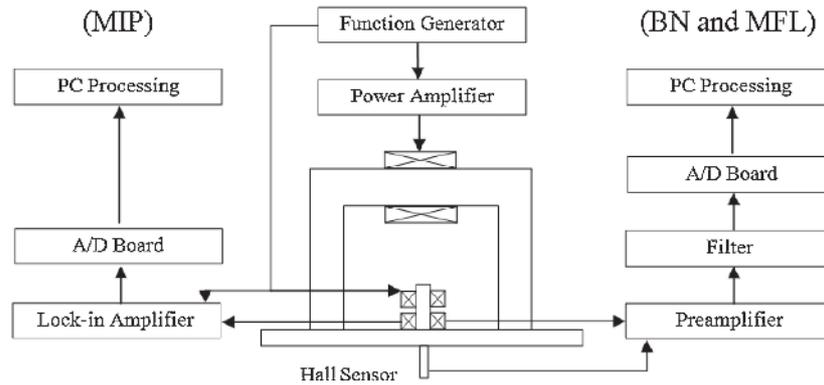 (MIP)
Function Generator
(BN and MFL)
PC Processing
Power Amplifier
PC Processing
A/D Board
A/D Board
Filter
Lock-in Amplifier
Preamplifier
Hall Sensor